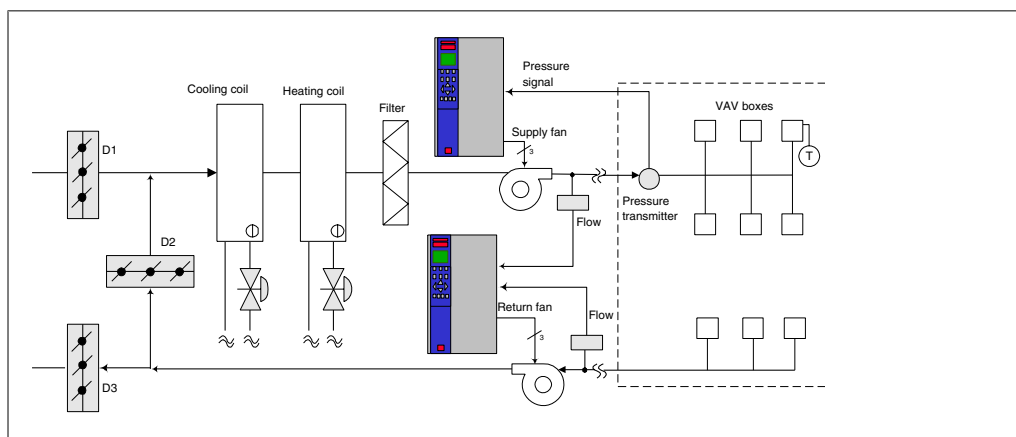 Cooling coil
Heating coil
Filter
Pressure
signal
VAV boxes
D1
Supply fan
3
T
Pressure
transmitter
Flow
D2
Return fan
3
Flow
D3